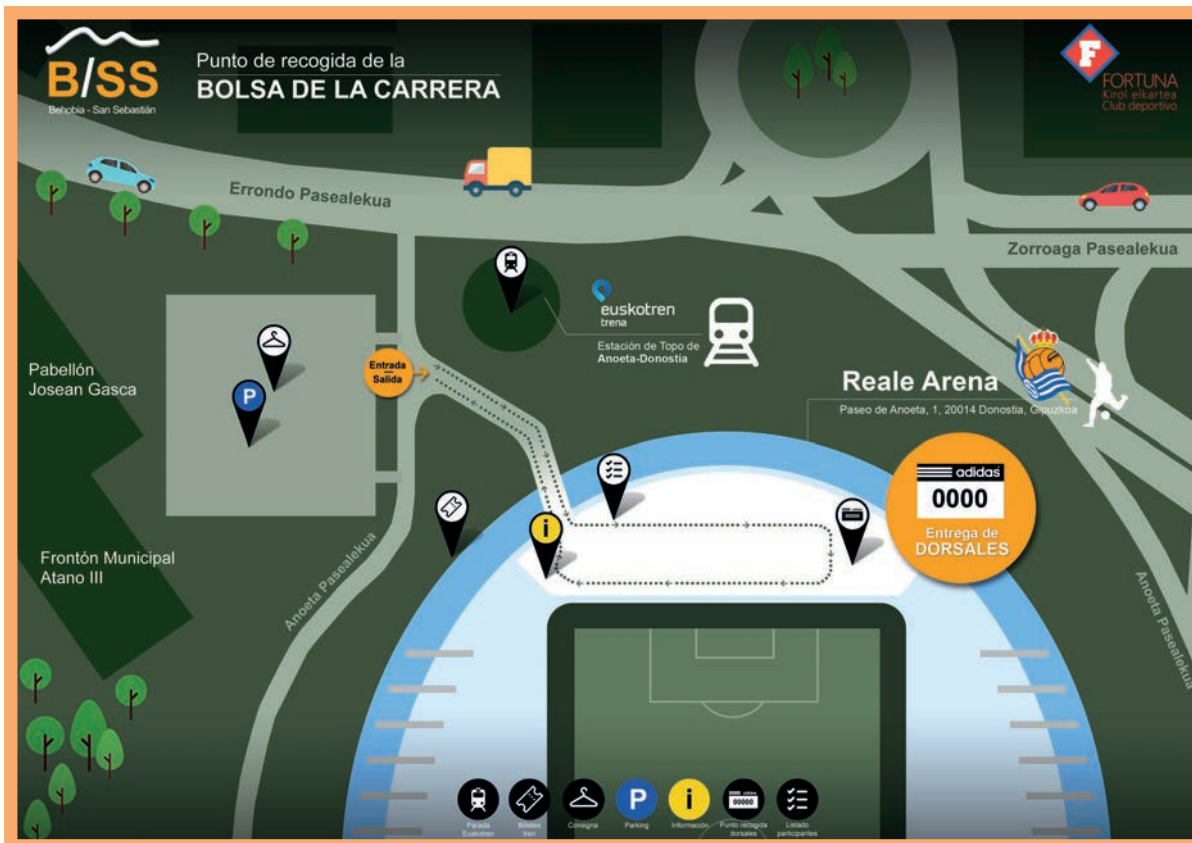 B/SS
Behobia - San Sebastián
Punto de recogida de la
BOLSA DE LA CARRERA
F
FORTUNA
Kirol elkartea
Club deportivo
Errondo Pasealekua
Zorroaga Pasealekua
euskotren
trena
Estación de Topo de
Anoeta-Donostia
Pabellón
Josean Gasca
P
Entrada
Salida
Reale Arena
Paseo de Anoeta, 1, 20014 Donostia, Gipuzkoa
adidas
0000
Entrega de
DORSALES
i
Frontón Municipal
Atano III
Anoeta Pasealekua
Anoeta Pasealekua
P
i
adidas
00000
Parada
Euskotren
Billetes
tren
Consigna
Parking
Información
Punto recogida
dorsales
Listado
participantes